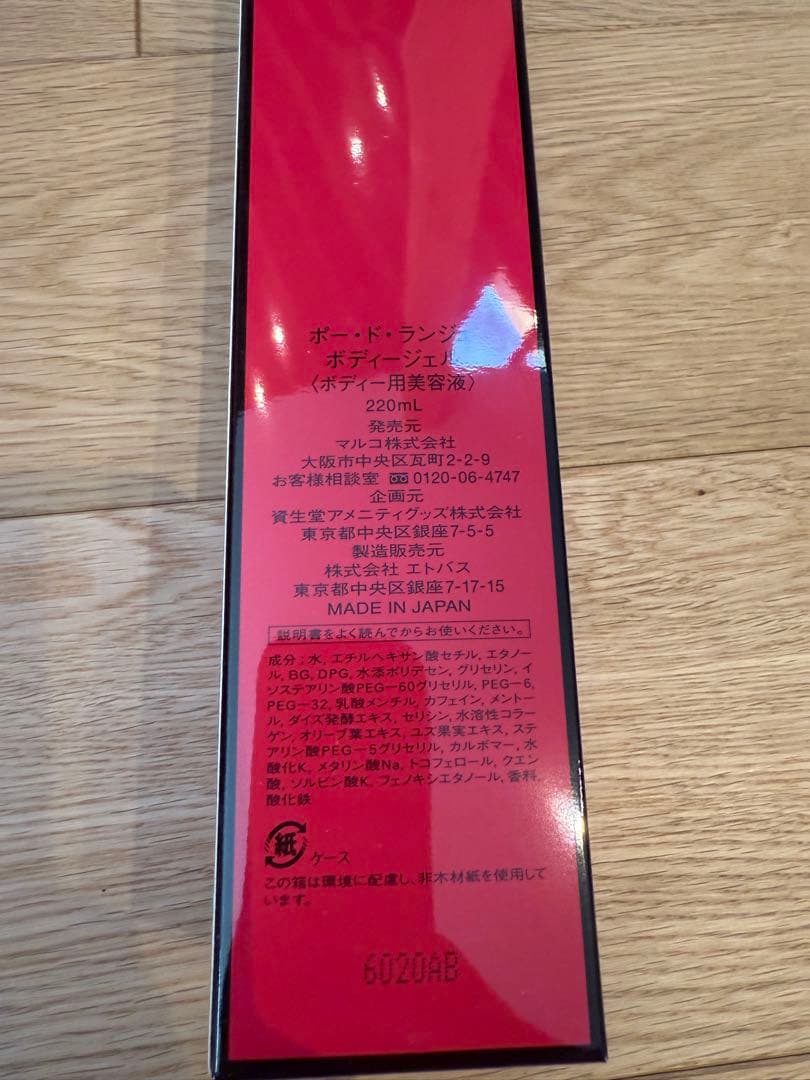 ポー・ド・ランジ
ボディージェル
〈ボディー用美容液〉
220mL
発売元
マルコ株式会社
大阪市中央区瓦町2-2-9
お客様相談室 0120-06-4747
企画元
資生堂アメニティグッズ株式会社
東京都中央区銀座7-5-5
製造販売元
株式会社 エトバス
東京都中央区銀座7-17-15
MADE IN JAPAN
説明書をよく読んでからお使いください。
成分：水, エチルヘキサン酸セチル, エタノー
ル, BG, DPG, 水添ポリデセン, グリセリン, イ
ソステアリン酸PEG－60グリセリル, PEG－6,
PEG－32, 乳酸メンチル, カフェイン, メントー
ル, ダイズ発酵エキス, セリシン, 水溶性コラー
ゲン, オリーブ葉エキス, ユズ果実エキス, ステ
アリン酸PEG－5グリセリル, カルボマー, 水
酸化K, メタリン酸Na, トコフェロール, クエン
酸, ソルビン酸K, フェノキシエタノール, 香料,
酸化鉄
紙 ケース
この箱は環境に配慮し、非木材紙を使用して
います。
6020AB